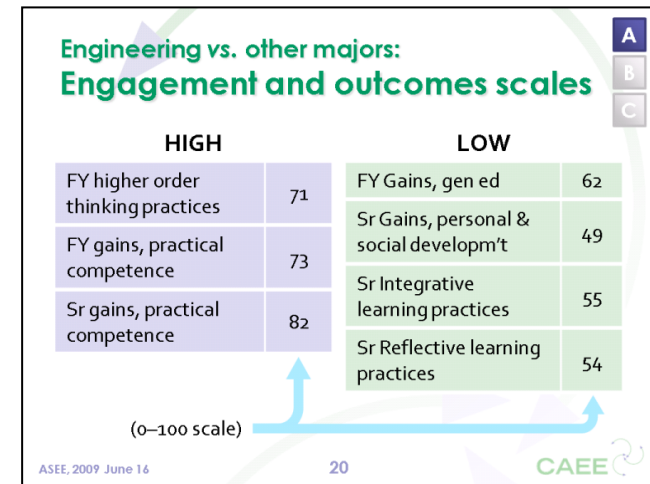 Engineering vs. other majors:
Engagement and outcomes scales
A
B
C
HIGH
FY higher order
thinking practices
71
FY gains, practical
competence
73
Sr gains, practical
competence
82
LOW
FY Gains, gen ed
62
Sr Gains, personal &
social developm't
49
Sr Integrative
learning practices
55
Sr Reflective learning
practices
54
(0–100 scale)
ASEE, 2009 June 16
20
CAEE